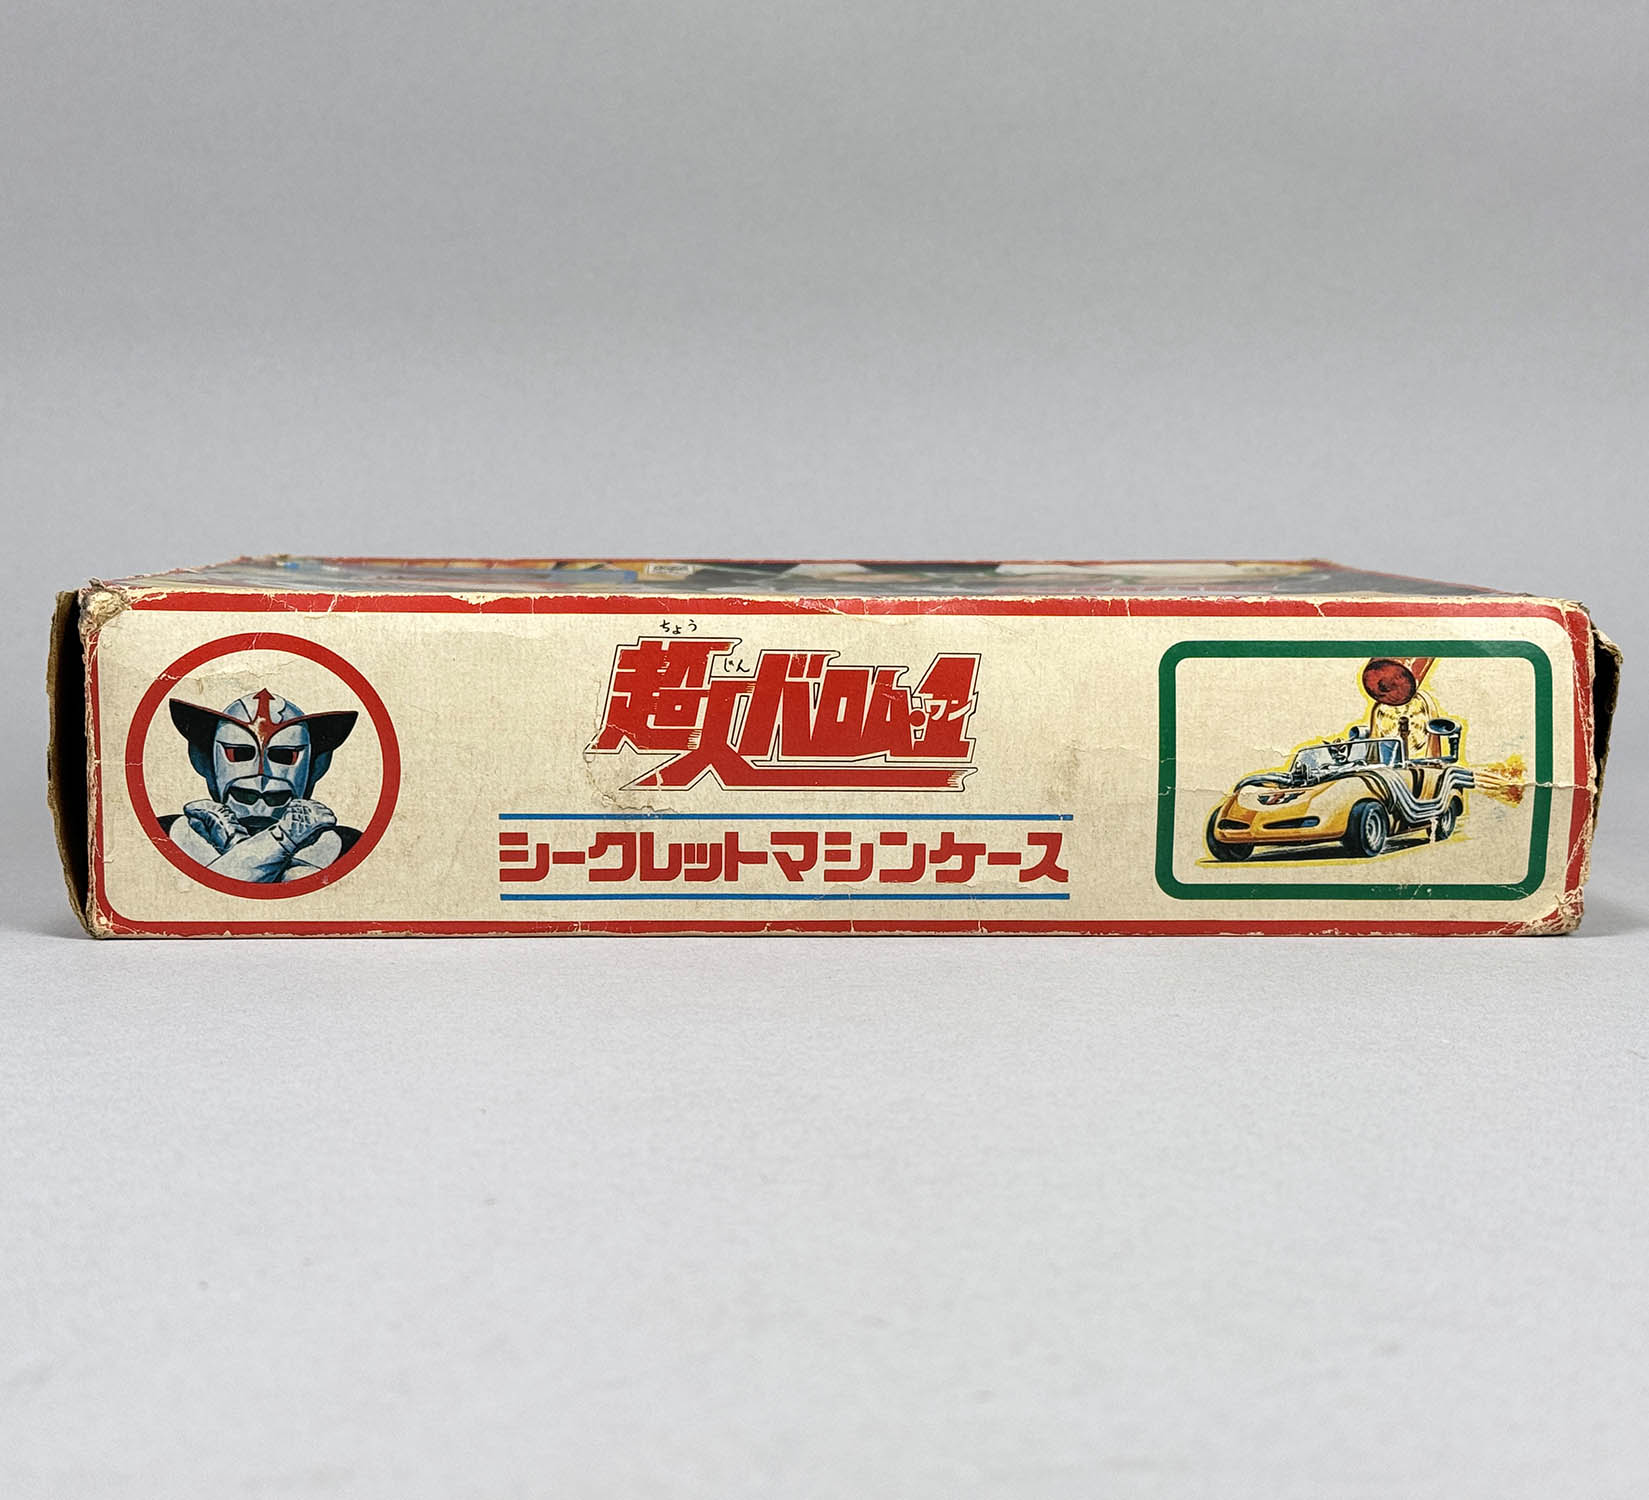 ちょう
じん
超人バロム・1
ワン
シークレットマシンケース